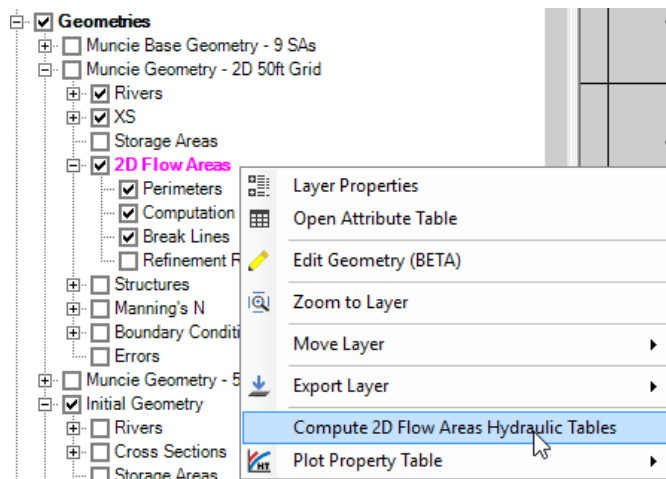 Geometries
Muncie Base Geometry - 9 SAs
Muncie Geometry - 2D 50ft Grid
Rivers
XS
Storage Areas
2D Flow Areas
Perimeters
Computation
Break Lines
Refinement R
Structures
Manning's N
Boundary Conditi
Errors
Muncie Geometry - 5
Initial Geometry
Rivers
Cross Sections
Storage Areas
Layer Properties
Open Attribute Table
Edit Geometry (BETA)
Zoom to Layer
Move Layer
Export Layer
Compute 2D Flow Areas Hydraulic Tables
HT
Plot Property Table